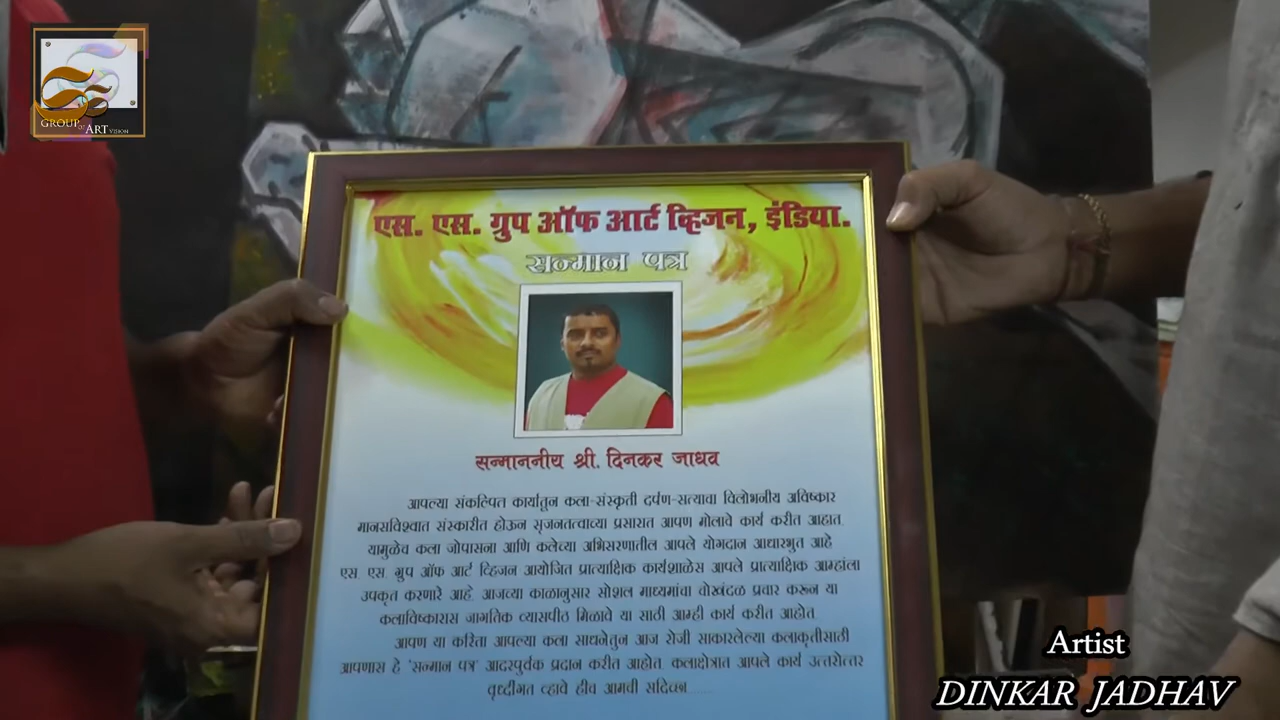 GROUP OF ART VISION
एस. एस. ग्रुप ऑफ आर्ट व्हिजन, इंडिया.
सन्मान पत्र
सन्माननीय श्री. दिनकर जाधव
आपल्या संकल्पित कार्यातून कला-संस्कृती दर्पण-सत्याचा विलोभनीय अविष्कार
मानसविश्वात संस्कारीत होऊन सृजनतत्वाच्या प्रसारात आपण मोलाचे कार्य करीत आहात.
यामुळेच कला जोपासना आणि कलेच्या अभिसरणातील आपले योगदान आधारभुत आहे
एस. एस. ग्रुप ऑफ आर्ट व्हिजन आयोजित प्रात्याक्षिक कार्यशाळेस आपले प्रात्याक्षिक आम्हांला
उपकृत करणारे आहे. आजच्या काळानुसार सोशल माध्यमांचा चोखंदळ प्रचार करून या
कलाविष्कारास जागतिक व्यासपीठ मिळावे या साठी आम्ही कार्य करीत आहोत.
आपण या करिता आपल्या कला साधनेतुन आज रोजी साकारलेल्या कलाकृतीसाठी
आपणास हे 'सन्मान पत्र' आदरपुर्वक प्रदान करीत आहोत. कलाक्षेत्रात आपले कार्य उत्तरोत्तर
वृध्दींगत व्हावे हीच आमची सदिच्छा........
Artist
DINKAR JADHAV